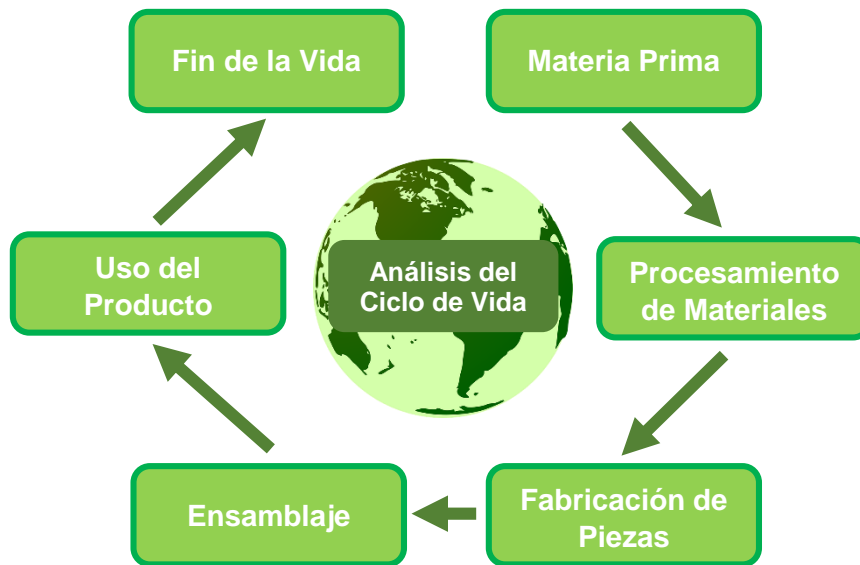 Fin de la Vida
Materia Prima
Uso del
Producto
Análisis del
Ciclo de Vida
Procesamiento
de Materiales
Ensamblaje
Fabricación de
Piezas